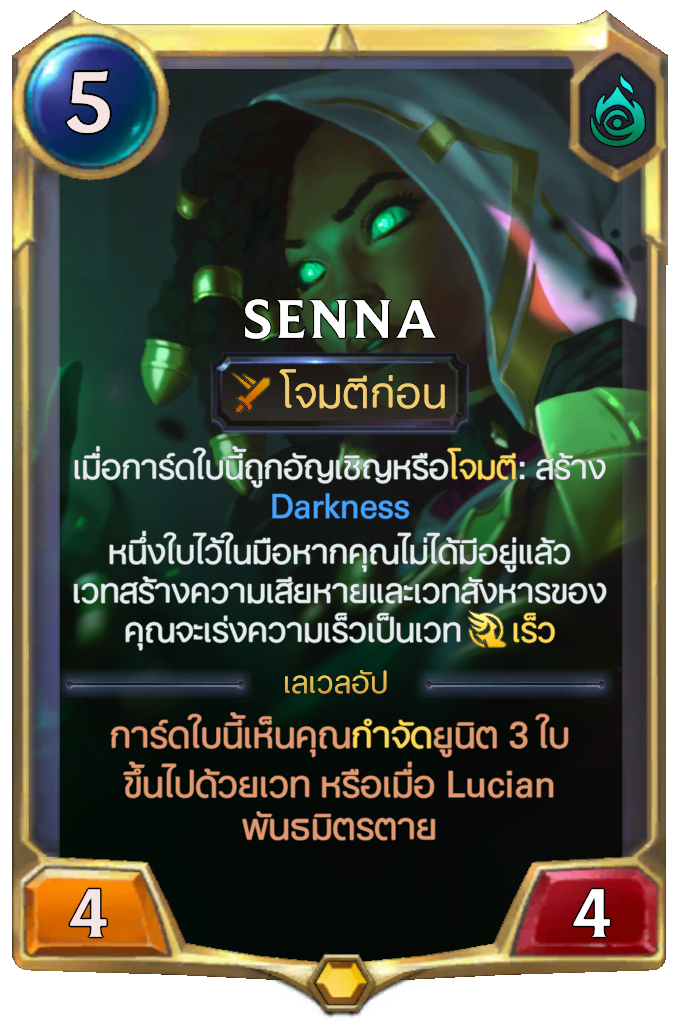 5
SENNA
โจมตีก่อน
เมื่อการ์ดใบนี้ถูกอัญเชิญหรือโจมตี: สร้าง
Darkness
หนึ่งใบไว้ในมือหากคุณไม่ได้มีอยู่แล้ว
เวทสร้างความเสียหายและเวทสังหารของ
คุณจะเร่งความเร็วเป็นเวท เร็ว
เลเวลอัป
การ์ดใบนี้เห็นคุณกำจัดยูนิต 3 ใบ
ขึ้นไปด้วยเวท หรือเมื่อ Lucian
พันธมิตรตาย
4
4